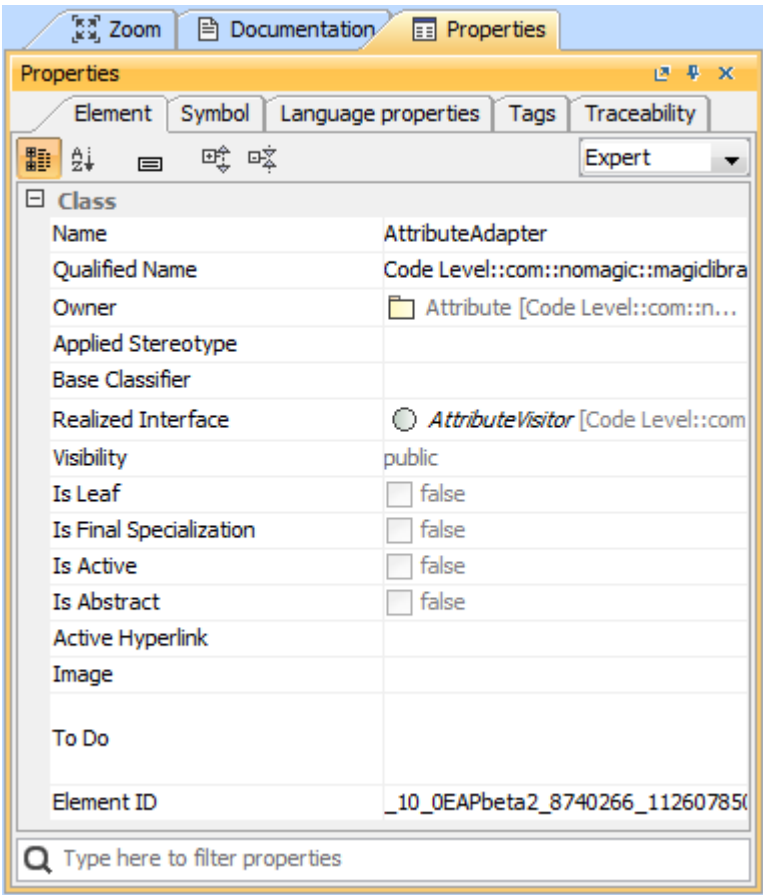 Zoom Documentation Properties
Properties
Element Symbol Language properties Tags Traceability
Expert
Class
Name AttributeAdapter
Qualified Name Code Level::com::nomagic::magiclibra
Owner Attribute [Code Level::com::n...
Applied Stereotype
Base Classifier
Realized Interface AttributeVisitor [Code Level::com
Visibility public
Is Leaf false
Is Final Specialization false
Is Active false
Is Abstract false
Active Hyperlink
Image
To Do
Element ID _10_0EAPbeta2_8740266_112607850
Type here to filter properties